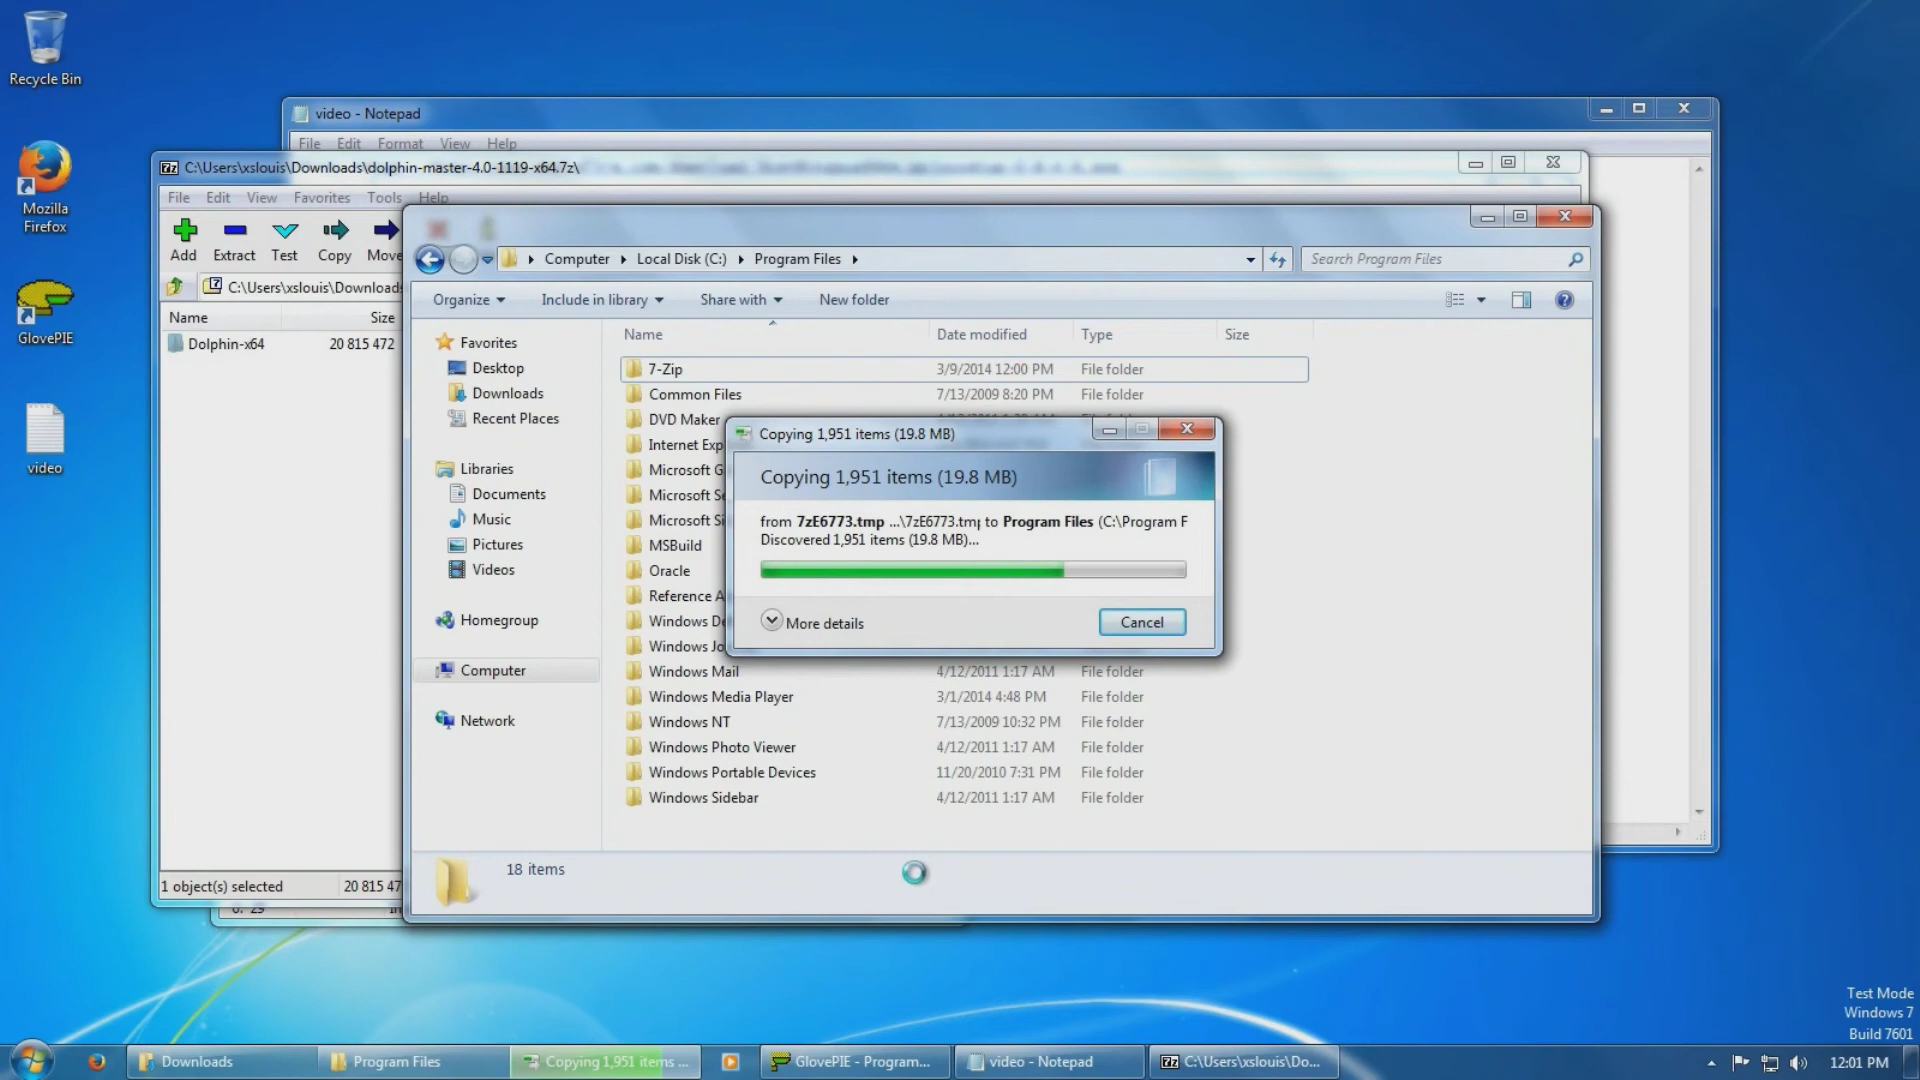 Recycle Bin
Mozilla
Firefox
GlovePIE
video
video - Notepad
File Edit Format View Help
C:\Users\xslouis\Downloads\dolphin-master-4.0-1119-x64.7z\
File Edit View Favorites Tools Help
Add Extract Test Copy Move
C:\Users\xslouis\Downloads
Name Size
Dolphin-x64 20 815 472
1 object(s) selected 20 815 47
Computer Local Disk (C:) Program Files
Search Program Files
Organize Include in library Share with New folder
Favorites
Desktop
Downloads
Recent Places
Libraries
Documents
Music
Pictures
Videos
Homegroup
Computer
Network
Name Date modified Type Size
7-Zip 3/9/2014 12:00 PM File folder
Common Files 7/13/2009 8:20 PM File folder
DVD Maker
Internet Exp
Microsoft G
Microsoft Se
Microsoft Si
MSBuild
Oracle
Reference A
Windows De
Windows Jo
Windows Mail 4/12/2011 1:17 AM File folder
Windows Media Player 3/1/2014 4:48 PM File folder
Windows NT 7/13/2009 10:32 PM File folder
Windows Photo Viewer 4/12/2011 1:17 AM File folder
Windows Portable Devices 11/20/2010 7:31 PM File folder
Windows Sidebar 4/12/2011 1:17 AM File folder
18 items
Copying 1,951 items (19.8 MB)
Copying 1,951 items (19.8 MB)
from 7zE6773.tmp ...\7zE6773.tmp to Program Files (C:\Program F
Discovered 1,951 items (19.8 MB)...
More details
Cancel
Test Mode
Windows 7
Build 7601
Downloads
Program Files
Copying 1,951 items ...
GlovePIE - Program...
video - Notepad
C:\Users\xslouis\Do...
12:01 PM